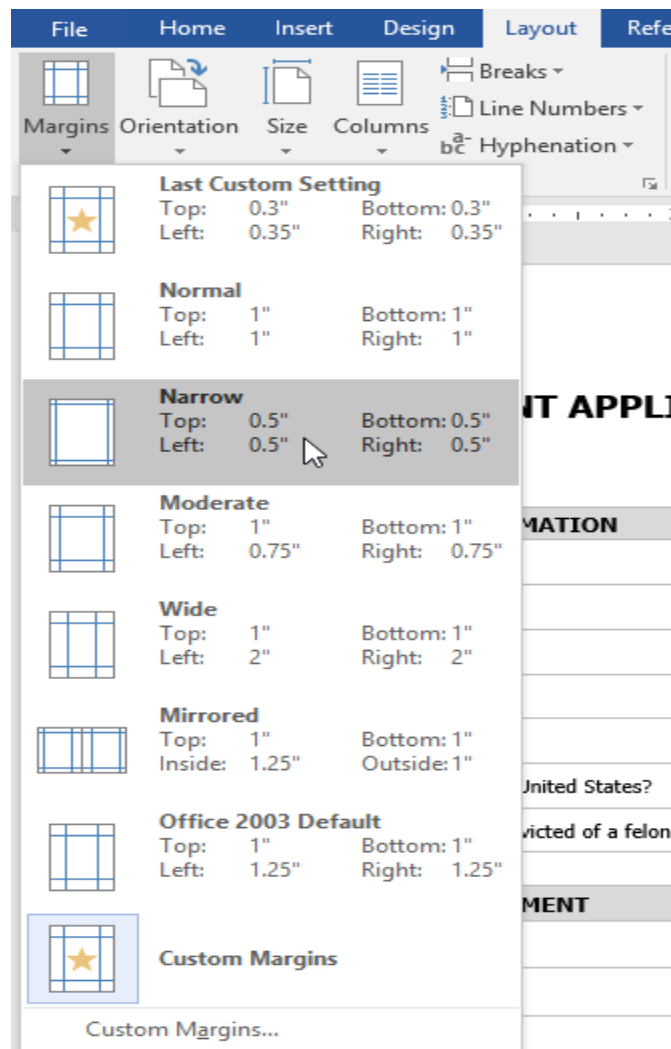 File Home Insert Design Layout Refe
Breaks
Line Numbers
Margins Orientation Size Columns
Hyphenation
Last Custom Setting
Top: 0.3" Bottom: 0.3"
Left: 0.35" Right: 0.35"
Normal
Top: 1" Bottom: 1"
Left: 1" Right: 1"
Narrow
Top: 0.5" Bottom: 0.5"
Left: 0.5" Right: 0.5"
NT APPLI
Moderate
Top: 1" Bottom: 1"
Left: 0.75" Right: 0.75"
MATION
Wide
Top: 1" Bottom: 1"
Left: 2" Right: 2"
Mirrored
Top: 1" Bottom: 1"
Inside: 1.25" Outside: 1"
United States?
Office 2003 Default
Top: 1" Bottom: 1"
Left: 1.25" Right: 1.25"
victed of a felon
MENT
Custom Margins
Custom Margins...